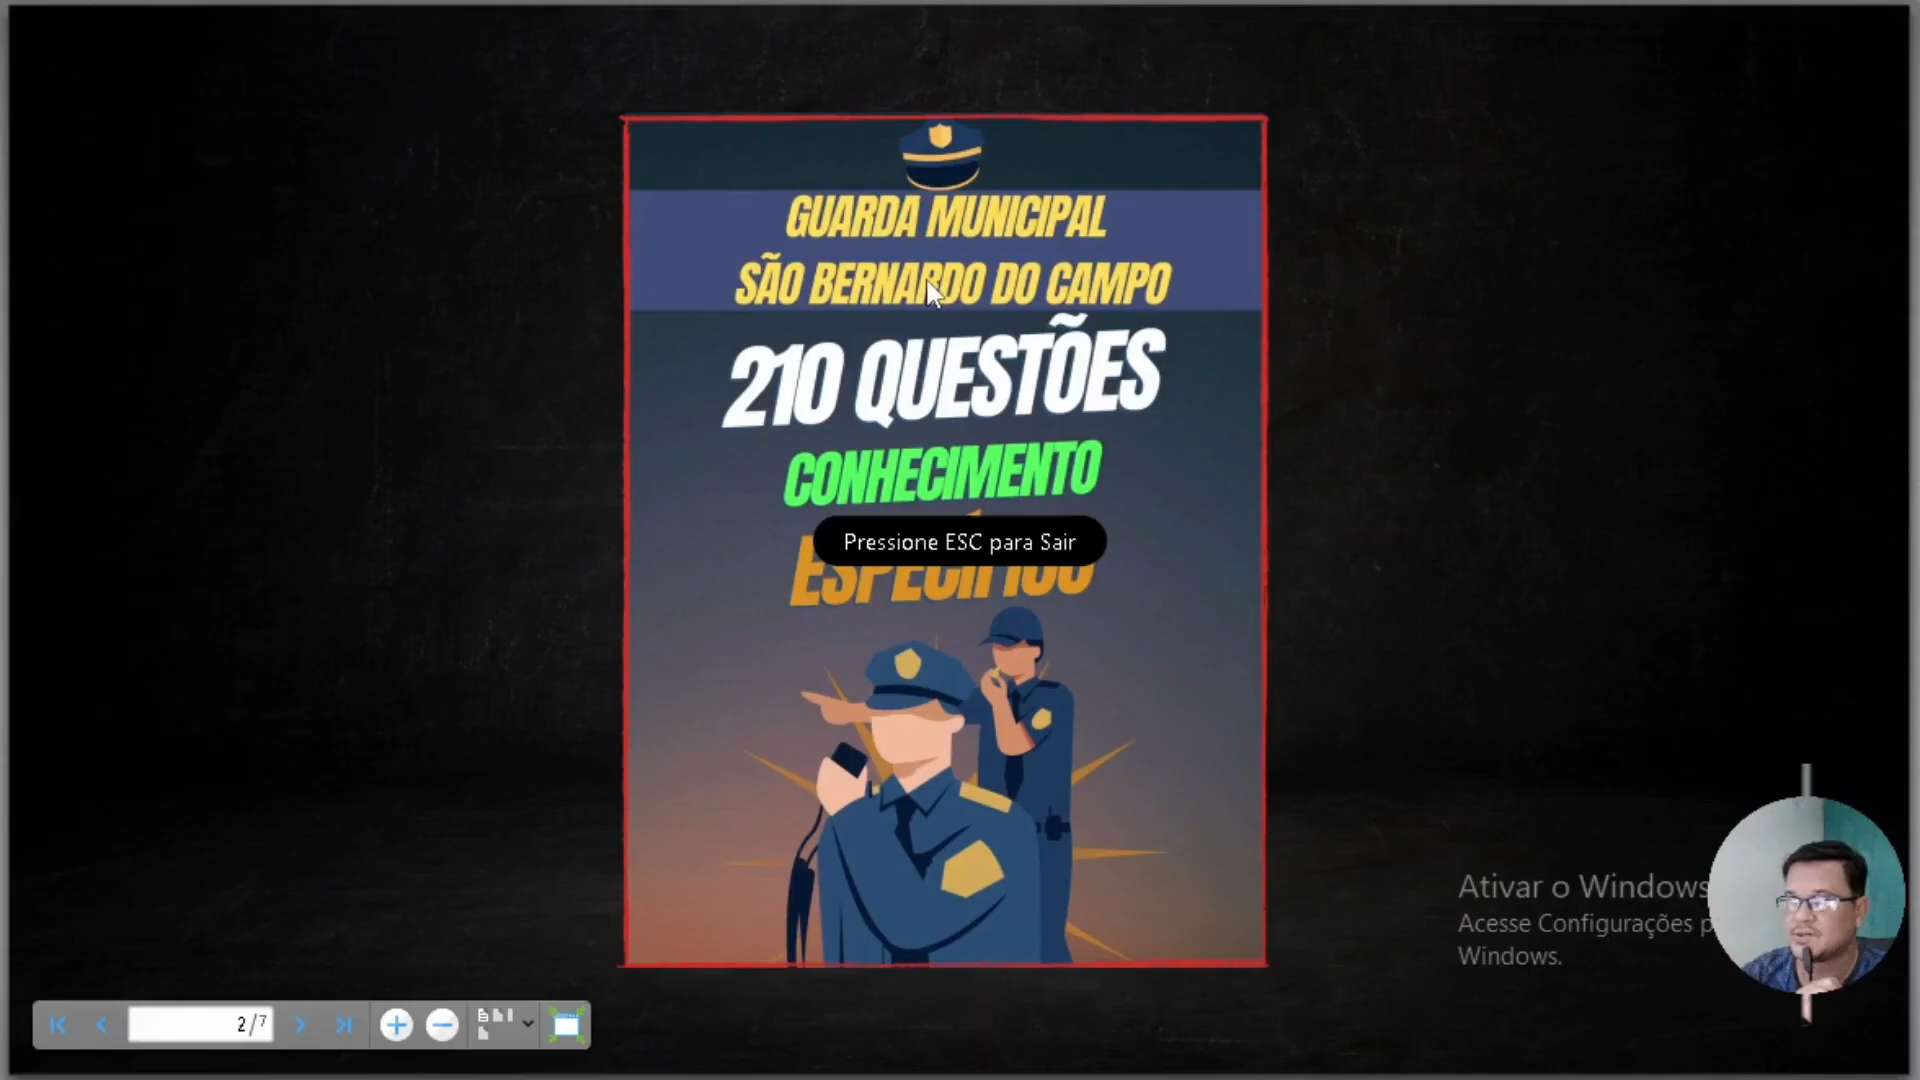 GUARDA MUNICIPAL
SÃO BERNARDO DO CAMPO
210 QUESTÕES
CONHECIMENTO
Pressione ESC para Sair
ESPECÍFICO
Ativar o Windows
Acesse Configurações p
Windows.
2/7